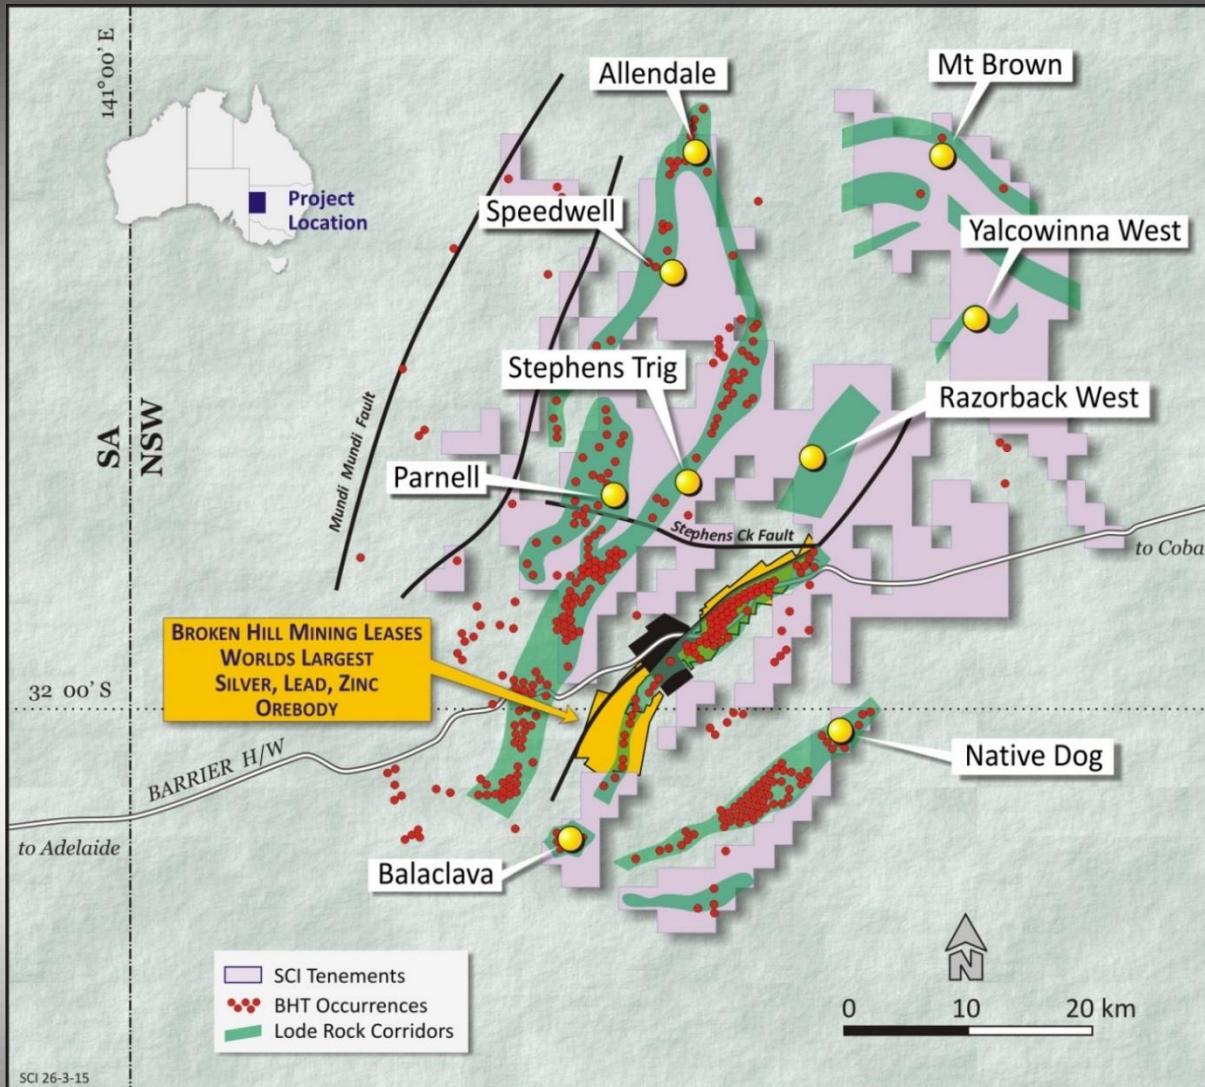 141°00' E
Allendale
Mt Brown
Project
Location
Speedwell
Yalcowinna West
Stephens Trig
Razorback West
Mundi Mundi Fault
SA
NSW
Parnell
Stephens Ck Fault
to Coba
BROKEN HILL MINING LEASES
WORLDS LARGEST
SILVER, LEAD, ZINC
OREBODY
32 00' S
BARRIER H/W
Native Dog
to Adelaide
Balaclava
SCI Tenements
BHT Occurrences
Lode Rock Corridors
N
0 10 20 km
SCI 26-3-15